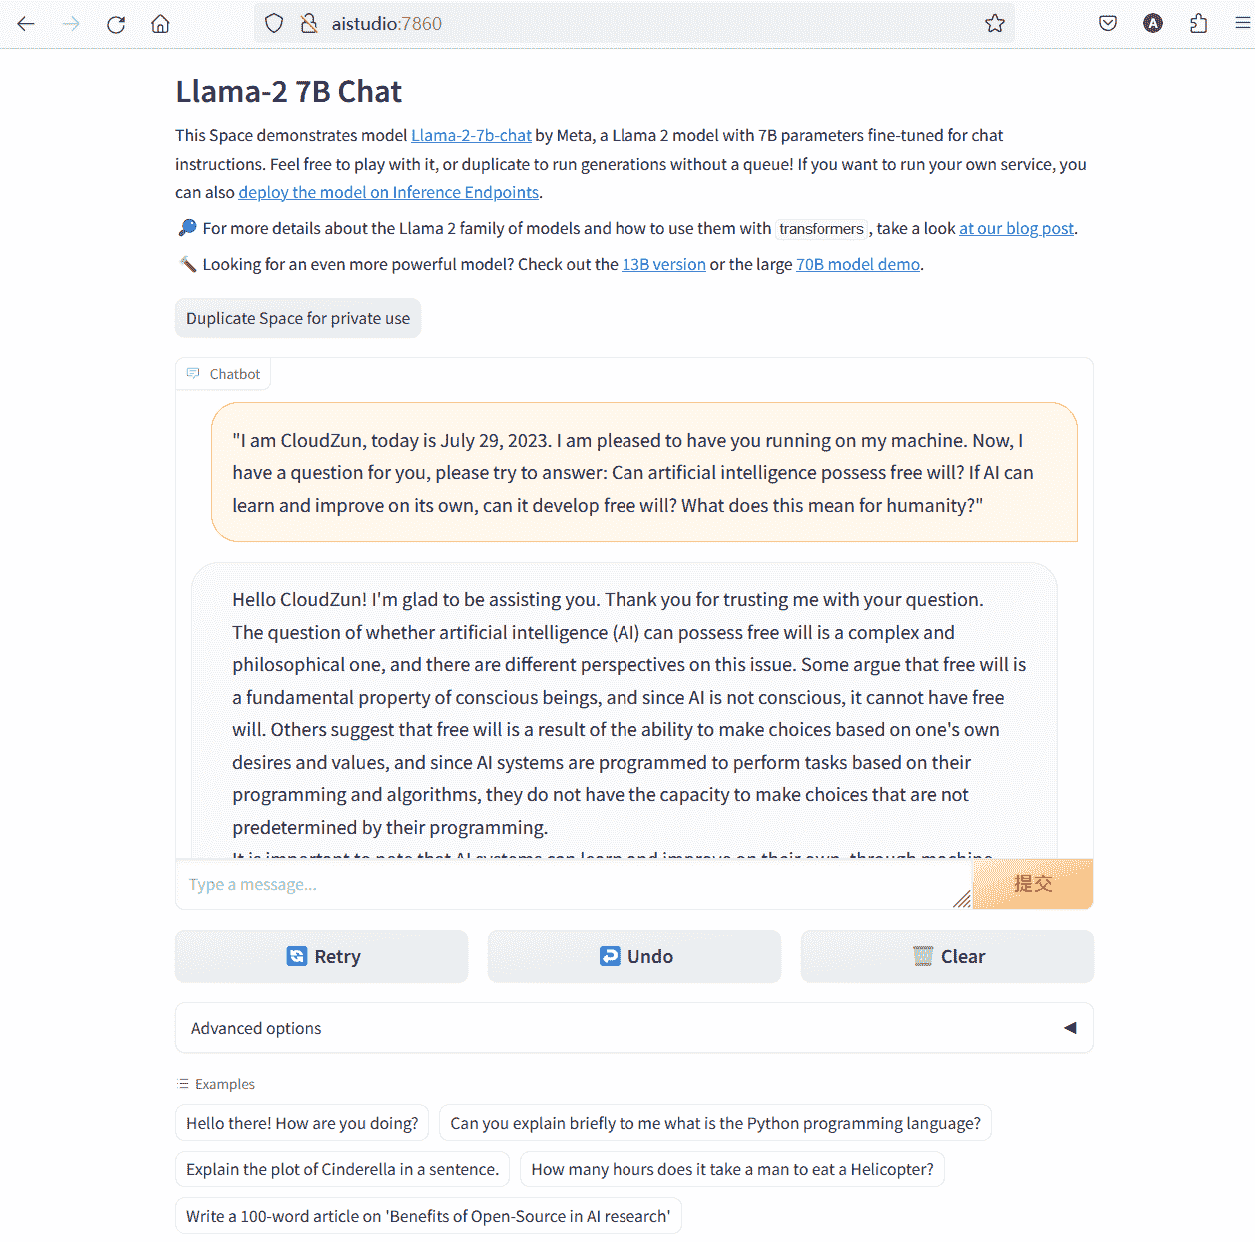 aistudio:7860
A
Llama-2 7B Chat
This Space demonstrates model Llama-2-7b-chat by Meta, a Llama 2 model with 7B parameters fine-tuned for chat
instructions. Feel free to play with it, or duplicate to run generations without a queue! If you want to run your own service, you
can also deploy the model on Inference Endpoints.
🔎 For more details about the Llama 2 family of models and how to use them with transformers, take a look at our blog post.
🔨 Looking for an even more powerful model? Check out the 13B version or the large 70B model demo.
Duplicate Space for private use
Chatbot
"I am CloudZun, today is July 29, 2023. I am pleased to have you running on my machine. Now, I
have a question for you, please try to answer: Can artificial intelligence possess free will? If AI can
learn and improve on its own, can it develop free will? What does this mean for humanity?"
Hello CloudZun! I'm glad to be assisting you. Thank you for trusting me with your question.
The question of whether artificial intelligence (AI) can possess free will is a complex and
philosophical one, and there are different perspectives on this issue. Some argue that free will is
a fundamental property of conscious beings, and since AI is not conscious, it cannot have free
will. Others suggest that free will is a result of the ability to make choices based on one's own
desires and values, and since AI systems are programmed to perform tasks based on their
programming and algorithms, they do not have the capacity to make choices that are not
predetermined by their programming.
It is important to note that AI systems can learn and improve on their own, through machine
Type a message...
提交
Retry
Undo
Clear
Advanced options
Examples
Hello there! How are you doing?
Can you explain briefly to me what is the Python programming language?
Explain the plot of Cinderella in a sentence.
How many hours does it take a man to eat a Helicopter?
Write a 100-word article on 'Benefits of Open-Source in AI research'